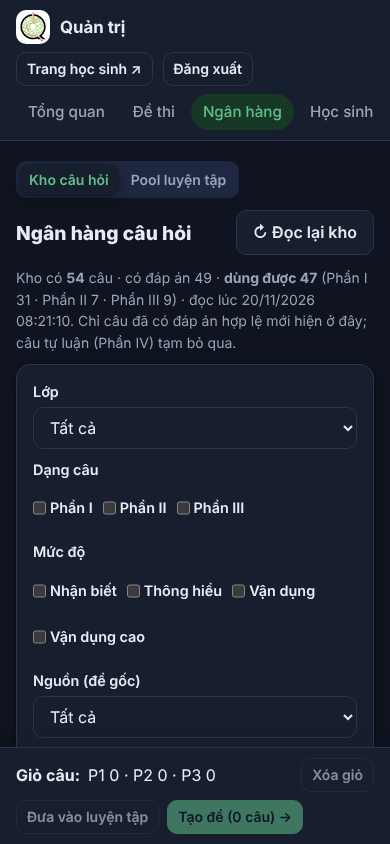 Quản trị
Trang học sinh ↗ Đăng xuất
Tổng quan Đề thi Ngân hàng Học sinh
Kho câu hỏi Pool luyện tập
Ngân hàng câu hỏi ↻ Đọc lại kho
Kho có 54 câu · có đáp án 49 · dùng được 47 (Phần I
31 · Phần II 7 · Phần III 9) · đọc lúc 20/11/2026
08:21:10. Chỉ câu đã có đáp án hợp lệ mới hiện ở đây;
câu tự luận (Phần IV) tạm bỏ qua.
Lớp
Tất cả
Dạng câu
Phần I Phần II Phần III
Mức độ
Nhận biết Thông hiểu Vận dụng
Vận dụng cao
Nguồn (đề gốc)
Tất cả
Giỏ câu: P1 0 · P2 0 · P3 0 Xóa giỏ
Đưa vào luyện tập Tạo đề (0 câu) →